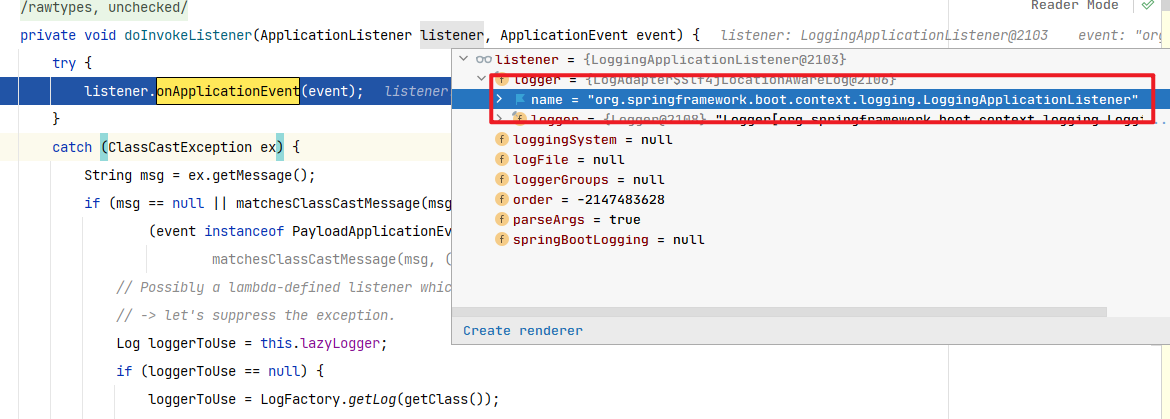 /rawtypes, unchecked/
Reader Mode
private void doInvokeListener(ApplicationListener listener, ApplicationEvent event) { listener: LoggingApplicationListener@2103 event: "org
try {
listener.onApplicationEvent(event); listener
}
catch (ClassCastException ex) {
String msg = ex.getMessage();
if (msg == null || matchesClassCastMessage(msg
(event instanceof PayloadApplicationEv
matchesClassCastMessage(msg, (
// Possibly a lambda-defined listener whic
// -> let's suppress the exception.
Log loggerToUse = this.lazyLogger;
if (loggerToUse == null) {
loggerToUse = LogFactory.getLog(getClass());
listener = {LoggingApplicationListener@2103}
logger = {LogAdapter$Slf4jLocationAwareLog@2106}
name = "org.springframework.boot.context.logging.LoggingApplicationListener"
logger = {Logger@2108} "Logger[org.springframework.boot.context.logging.Loggi...
loggingSystem = null
logFile = null
loggerGroups = null
order = -2147483628
parseArgs = true
springBootLogging = null
Create renderer